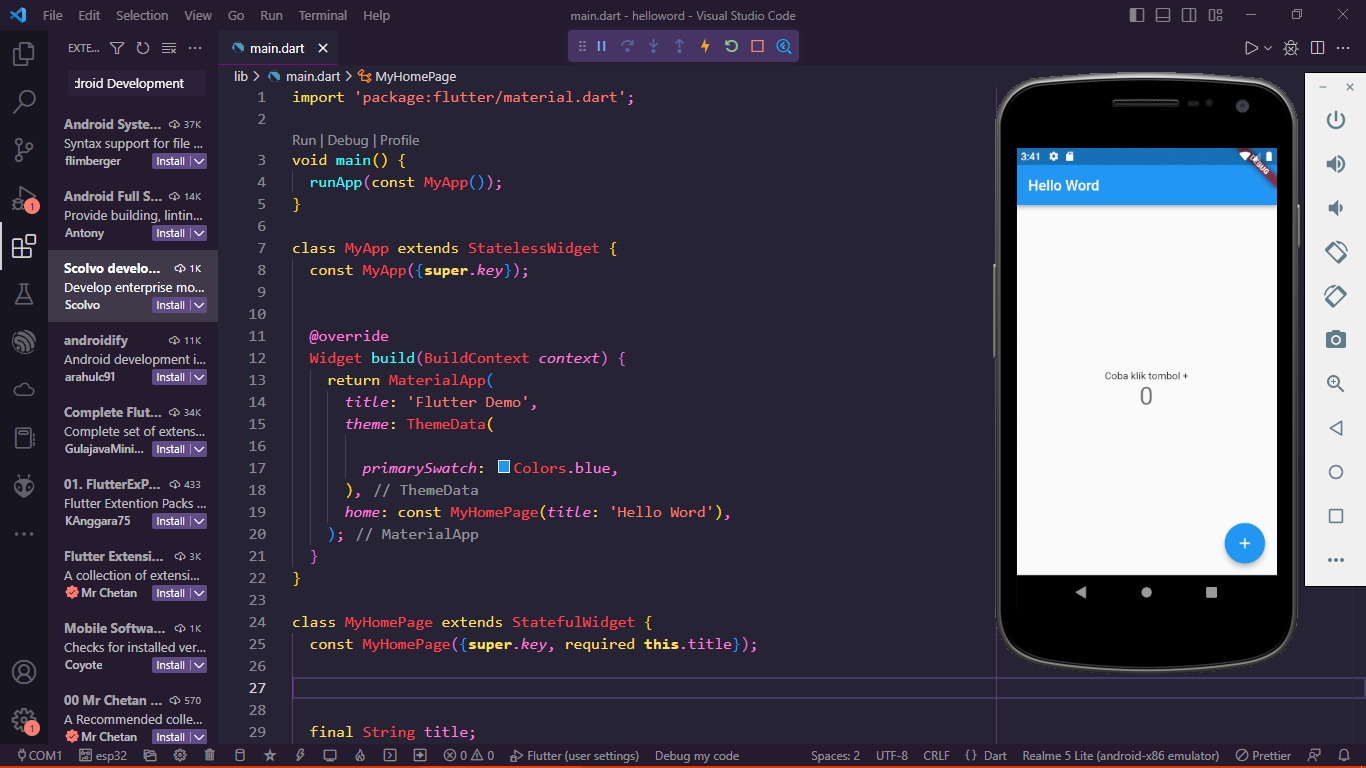 File Edit Selection View Go Run Terminal Help
main.dart - helloword - Visual Studio Code
EXTE...
main.dart
droid Development
lib > main.dart > MyHomePage
Android Syste... 37K
Syntax support for file ...
flimberger Install
Android Full S... 14K
Provide building, lintin...
Antony Install
Scolvo develo... 1K
Develop enterprise mo...
Scolvo Install
androidify 11K
Android development i...
arahulc91 Install
Complete Flut... 34K
Complete set of extens...
GulajavaMini... Install
01. FlutterExP... 433
Flutter Extention Packs ...
KAnggara75 Install
Flutter Extensi... 3K
A collection of extensi...
Mr Chetan Install
Mobile Softwa... 1K
Checks for installed ver...
Coyote Install
00 Mr Chetan ... 570
A Recommended colle...
Mr Chetan Install
1
1
1 import 'package:flutter/material.dart';
2
Run | Debug | Profile
3 void main() {
4 runApp(const MyApp());
5 }
6
7 class MyApp extends StatelessWidget {
8 const MyApp({super.key});
9
10
11 @override
12 Widget build(BuildContext context) {
13 return MaterialApp(
14 title: 'Flutter Demo',
15 theme: ThemeData(
16
17 primarySwatch: Colors.blue,
18 ), // ThemeData
19 home: const MyHomePage(title: 'Hello Word'),
20 ); // MaterialApp
21 }
22 }
23
24 class MyHomePage extends StatefulWidget {
25 const MyHomePage({super.key, required this.title});
26
27
28
29 final String title;
3:41
DEBUG
Hello Word
Coba klik tombol +
0
+
COM1 esp32 0 0 Flutter (user settings) Debug my code Spaces: 2 UTF-8 CRLF {} Dart Realme 5 Lite (android-x86 emulator) Prettier